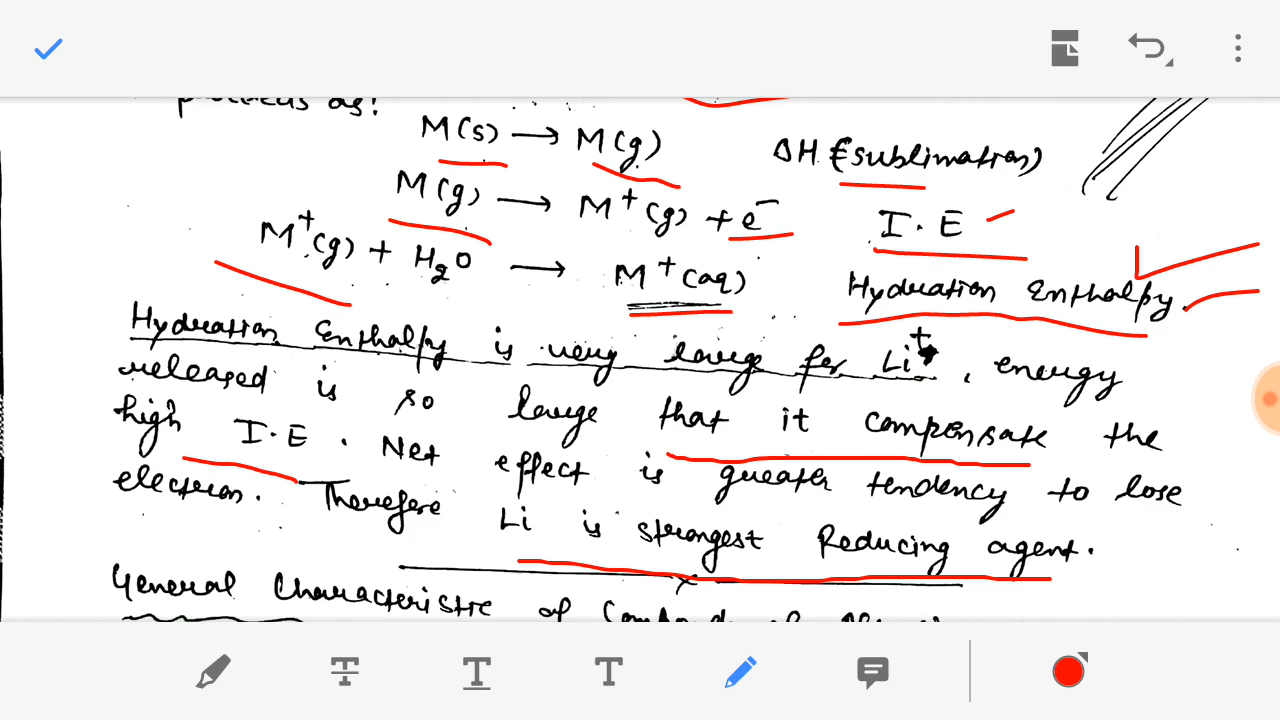 as:
M(s) → M(g) ΔH (sublimation)
M(g) → M⁺(g) + e⁻ I.E
M⁺(g) + H₂O → M⁺(aq) Hydration Enthalpy.
Hydration Enthalpy is very large for Li⁺, energy
released is so large that it compensate the
high I.E. Net effect is greater tendency to lose
electron. Therefore Li is strongest Reducing agent.
General Characteristic of
T T T